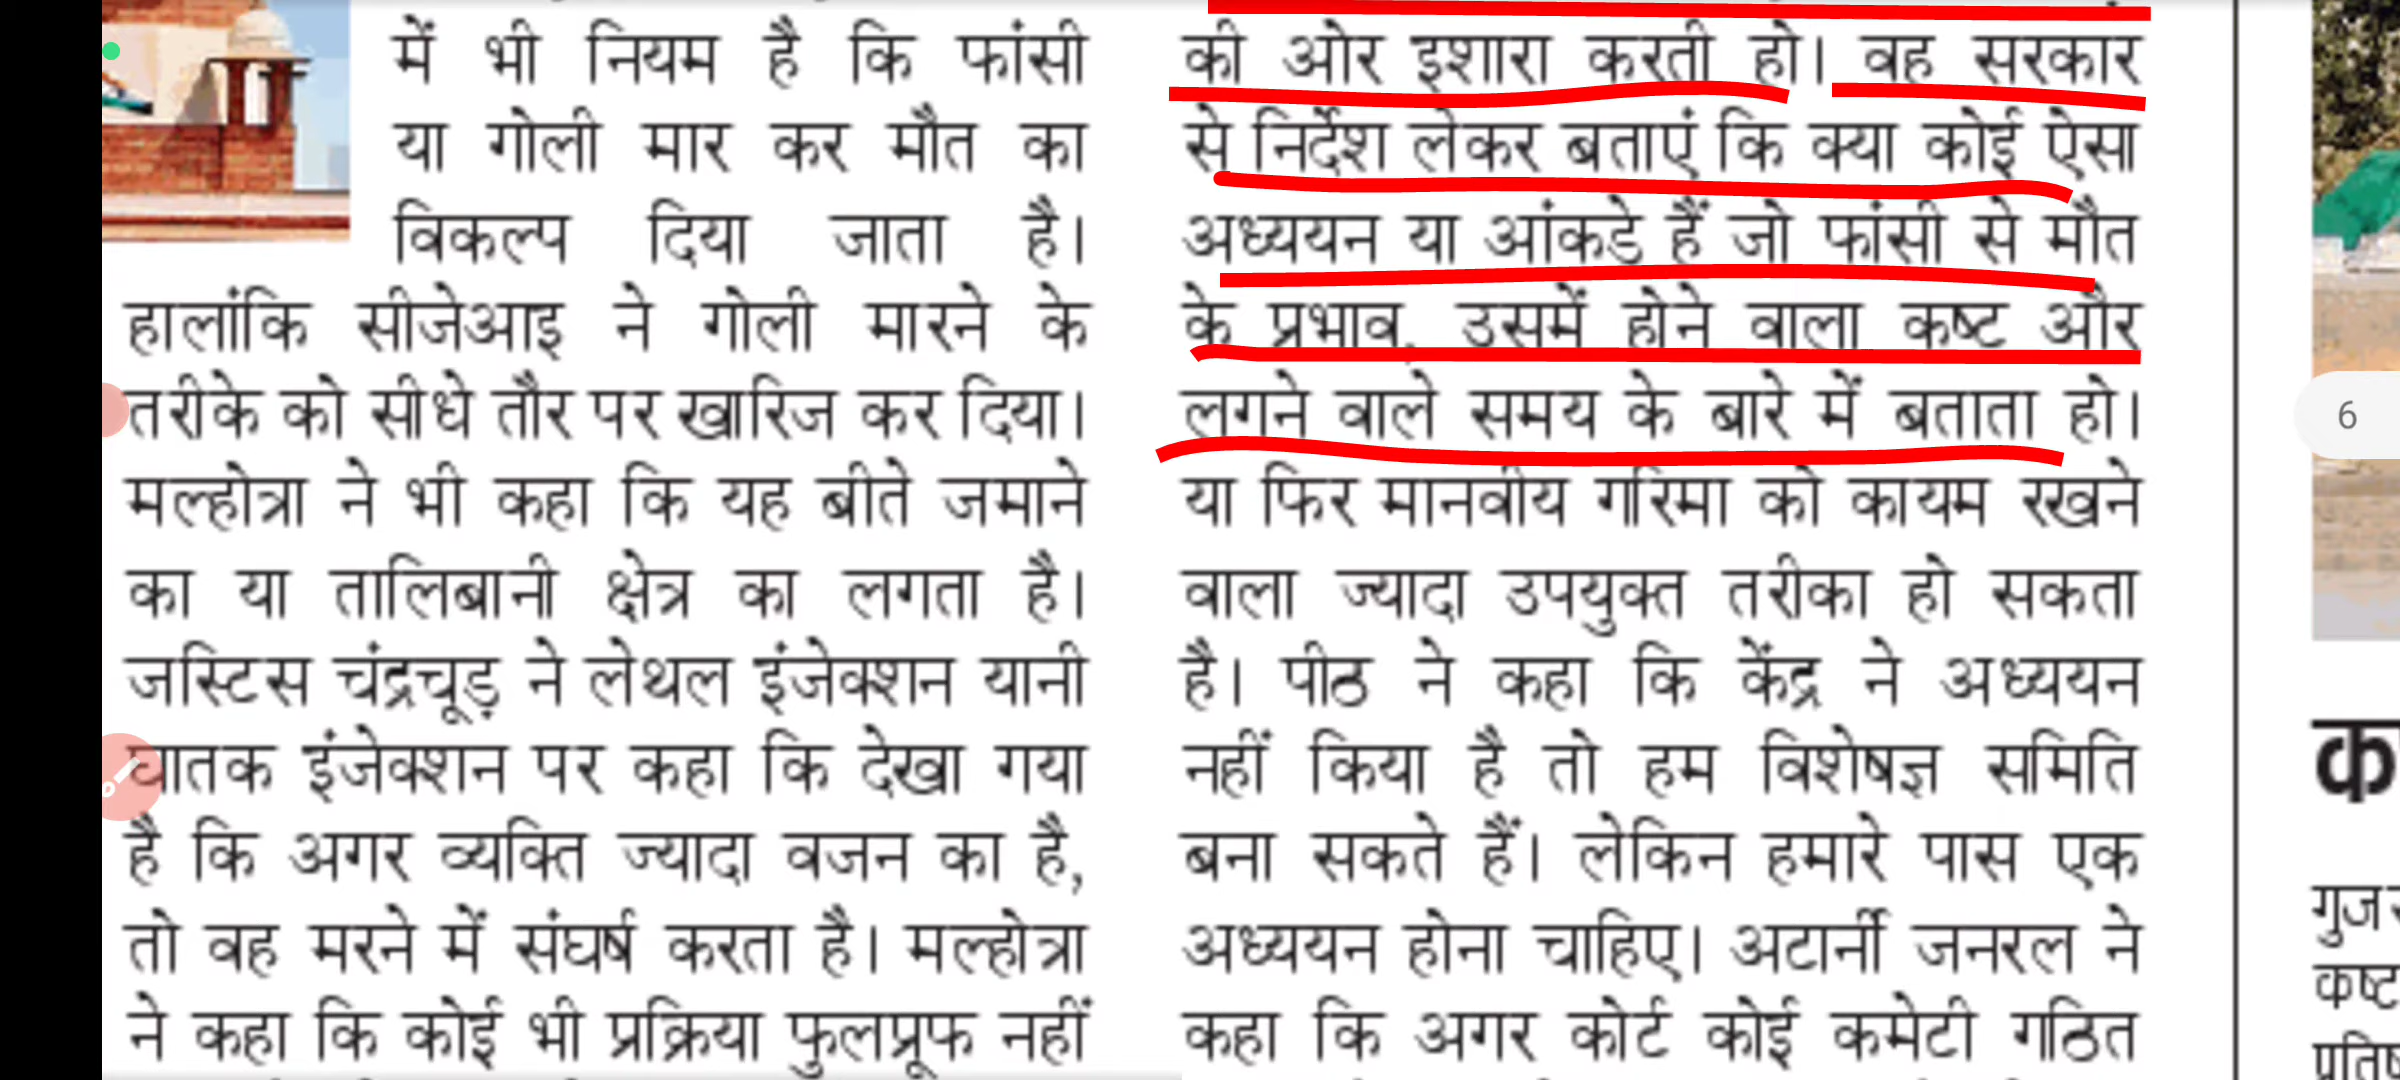 में भी नियम है कि फांसी
या गोली मार कर मौत का
विकल्प दिया जाता है।
हालांकि सीजेआइ ने गोली मारने के
तरीके को सीधे तौर पर खारिज कर दिया।
मल्होत्रा ने भी कहा कि यह बीते जमाने
का या तालिबानी क्षेत्र का लगता है।
जस्टिस चंद्रचूड़ ने लेथल इंजेक्शन यानी
घातक इंजेक्शन पर कहा कि देखा गया
है कि अगर व्यक्ति ज्यादा वजन का है,
तो वह मरने में संघर्ष करता है। मल्होत्रा
ने कहा कि कोई भी प्रक्रिया फुलप्रूफ नहीं
की ओर इशारा करती हो। वह सरकार
से निर्देश लेकर बताएं कि क्या कोई ऐसा
अध्ययन या आंकडे हैं जो फांसी से मौत
के प्रभाव, उसमें होने वाला कष्ट और
लगने वाले समय के बारे में बताता हो।
या फिर मानवीय गरिमा को कायम रखने
वाला ज्यादा उपयुक्त तरीका हो सकता
है। पीठ ने कहा कि केंद्र ने अध्ययन
नहीं किया है तो हम विशेषज्ञ समिति
बना सकते हैं। लेकिन हमारे पास एक
अध्ययन होना चाहिए। अटार्नी जनरल ने
कहा कि अगर कोर्ट कोई कमेटी गठित
6
कष्ट